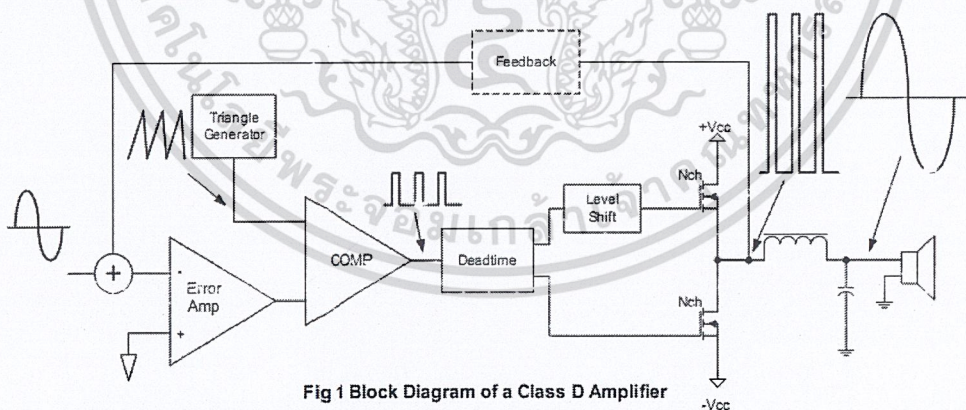 Feedback
Triangle
Generator
+Vcc
Nch
Level
Shift
COMP
Deadtime
+
-
Error
Amp
+
Nch
Fig 1 Block Diagram of a Class D Amplifier
-Vcc